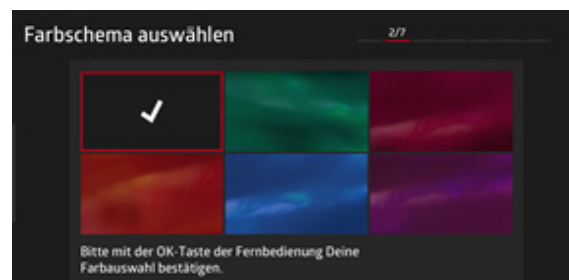 Farbschema auswählen
2/7
Bitte mit der OK-Taste der Fernbedienung Deine
Farbauswahl bestätigen.